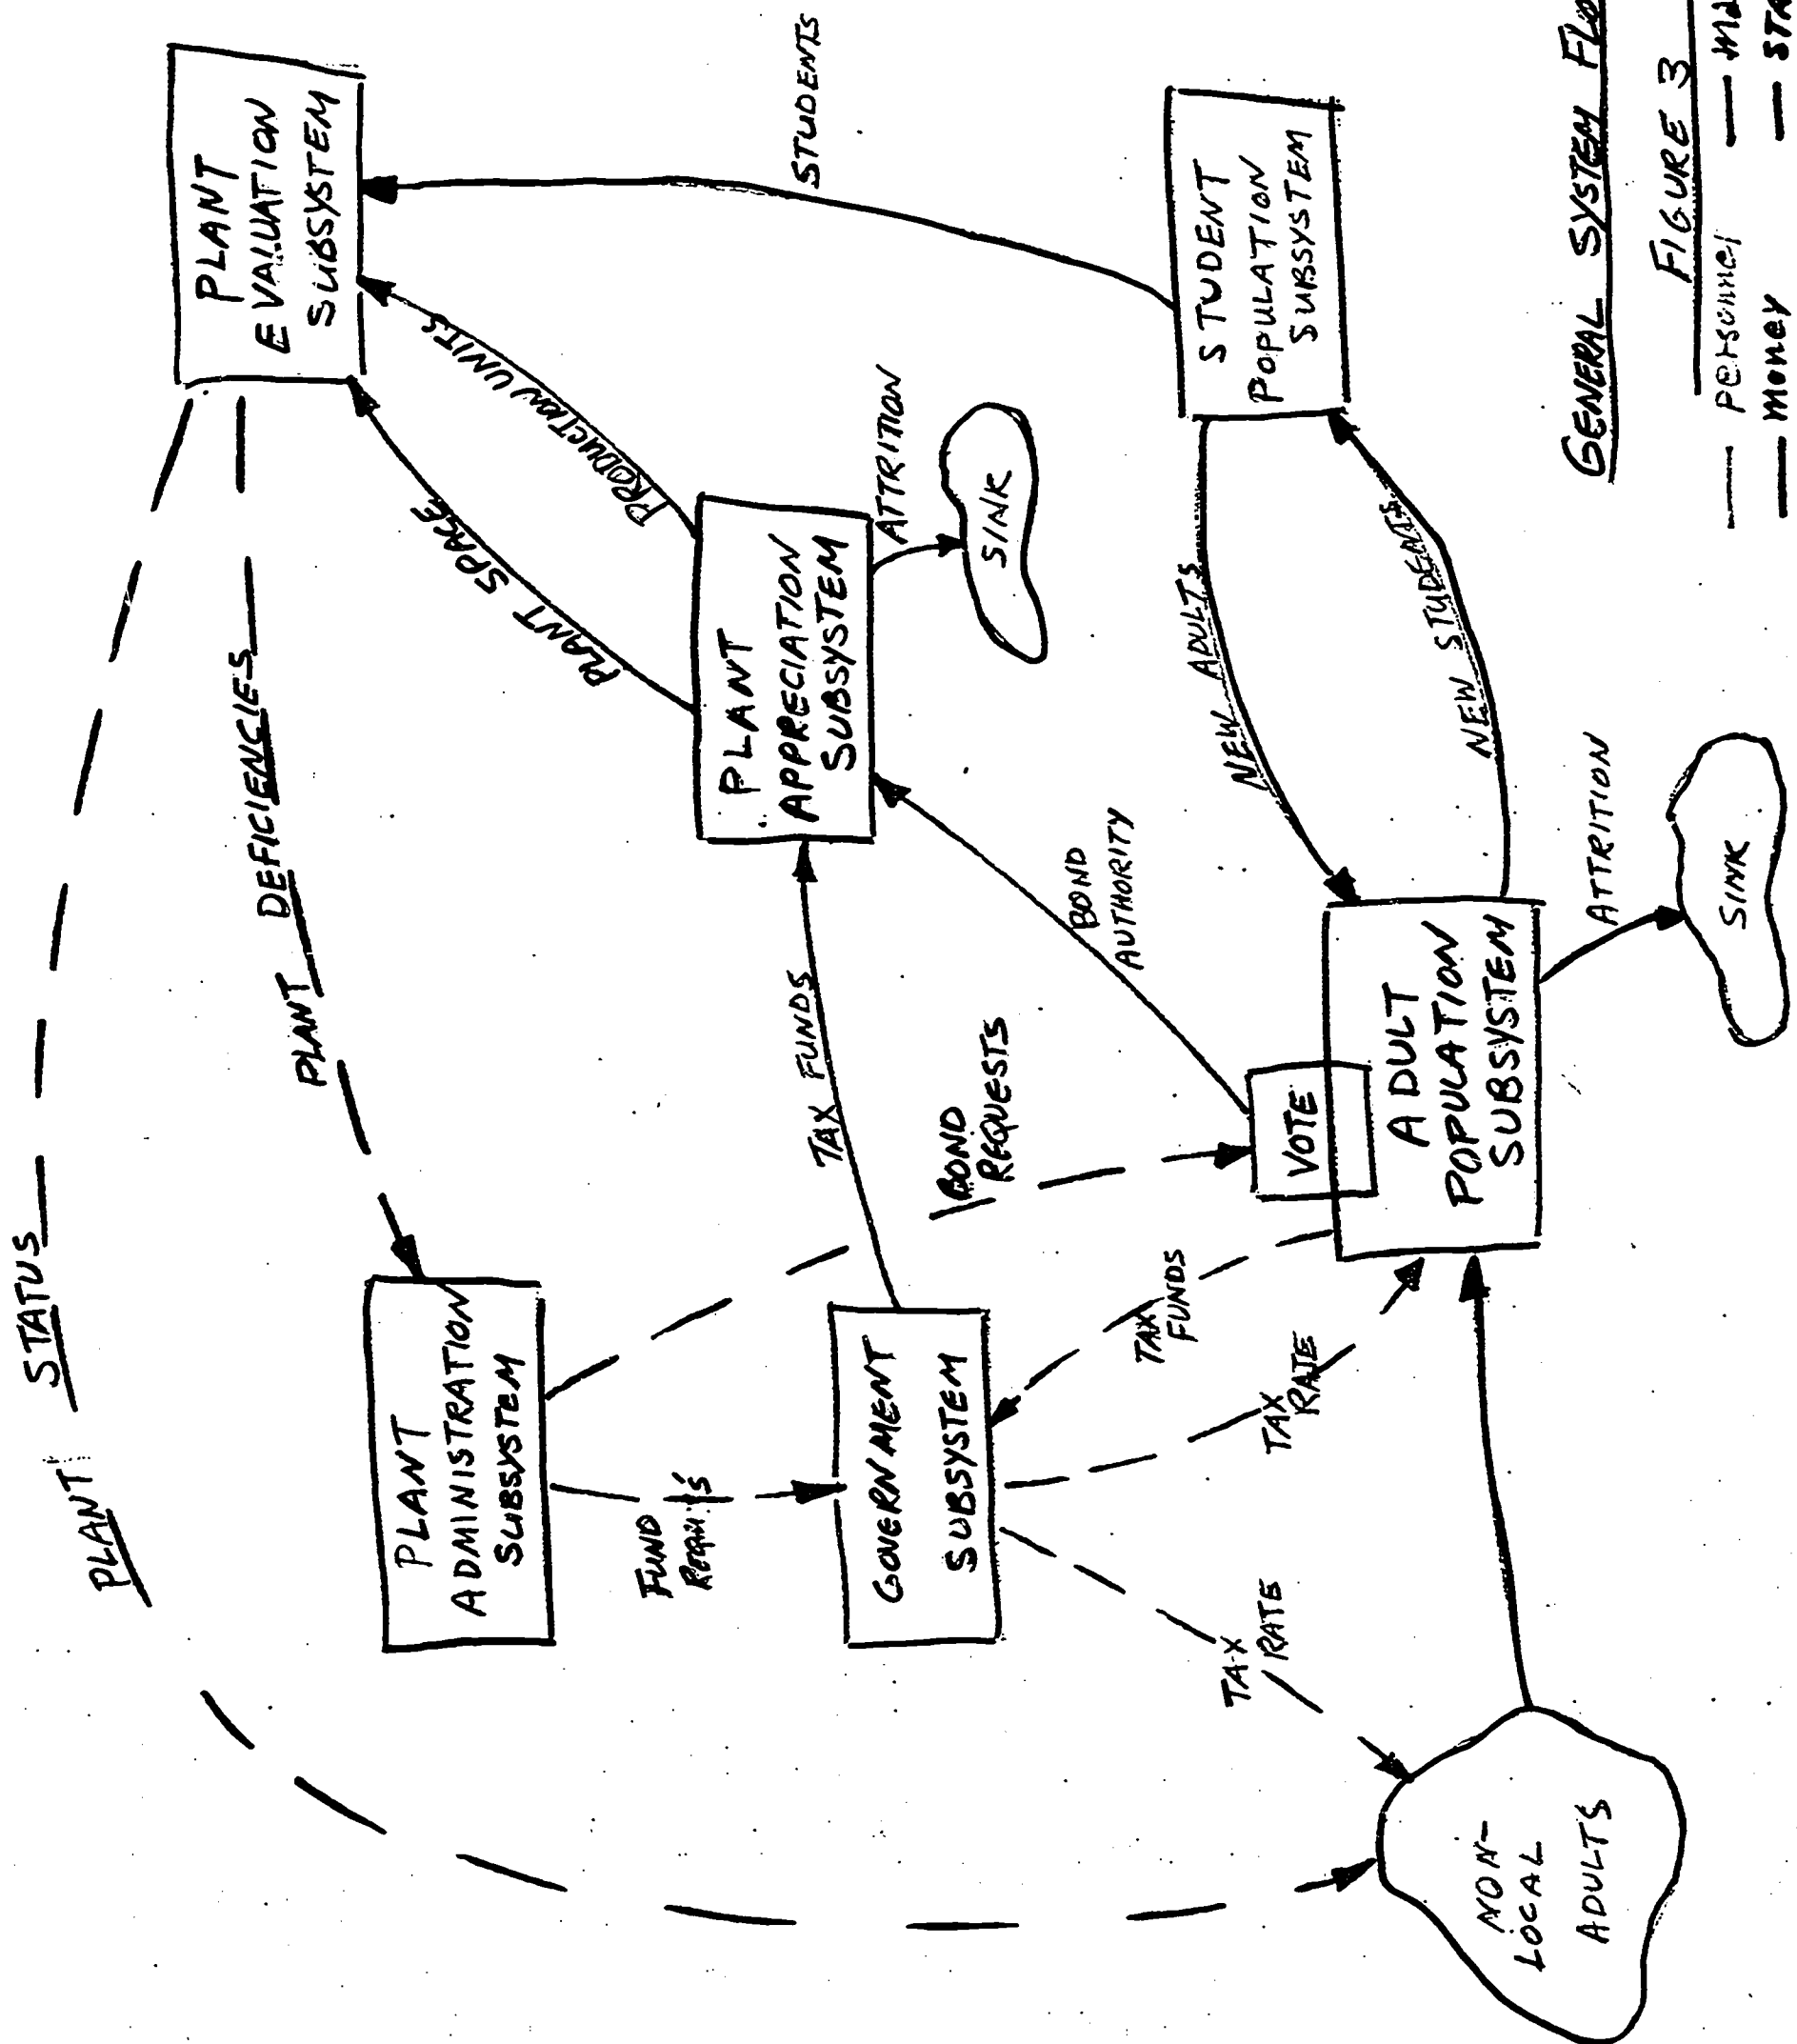 PLANT STATUS
PLANT DEFICIENCIES
PLANT
EVALUATION
SUBSYSTEM
PLANT
ADMINISTRATION
SUBSYSTEM
PLANT SPACE
PRODUCTION UNITS
STUDENTS
FUND
TAX FUNDS
PLANT
APPRECIATION
SUBSYSTEM
ATTRITION
SINK
GOVERNMENT
SUBSYSTEM
BOND
REQUESTS
BOND
AUTHORITY
TAX
FUNDS
TAX
RATE
TAX
RATE
VOTE
ADULT
POPULATION
SUBSYSTEM
NEW ADULTS
NEW STUDENTS
STUDENT
POPULATION
SUBSYSTEM
NON-
LOCAL
ADULTS
ATTRITION
SINK
GENERAL SYSTEM
FIGURE 3
personnel
money